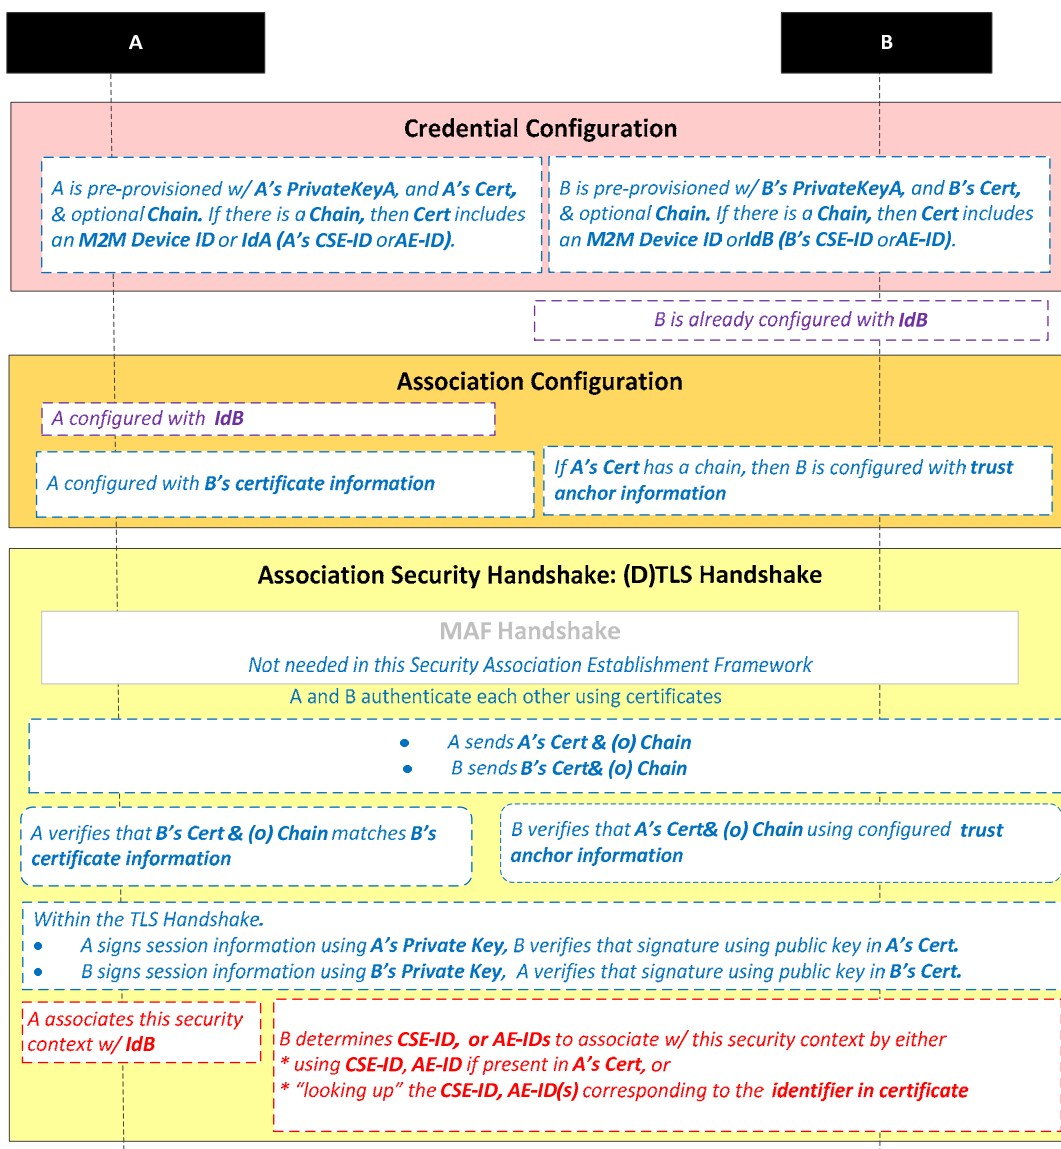 A
B
Credential Configuration
A is pre-provisioned w/ A's PrivateKeyA, and A's Cert,
& optional Chain. If there is a Chain, then Cert includes
an M2M Device ID or IdA (A's CSE-ID orAE-ID).
B is pre-provisioned w/ B's PrivateKeyA, and B's Cert,
& optional Chain. If there is a Chain, then Cert includes
an M2M Device ID orIdB (B's CSE-ID orAE-ID).
B is already configured with IdB
Association Configuration
A configured with IdB
A configured with B's certificate information
If A's Cert has a chain, then B is configured with trust
anchor information
Association Security Handshake: (D)TLS Handshake
MAF Handshake
Not needed in this Security Association Establishment Framework
A and B authenticate each other using certificates
• A sends A's Cert & (o) Chain
• B sends B's Cert& (o) Chain
A verifies that B's Cert & (o) Chain matches B's
certificate information
B verifies that A's Cert& (o) Chain using configured trust
anchor information
Within the TLS Handshake.
• A signs session information using A's Private Key, B verifies that signature using public key in A's Cert.
• B signs session information using B's Private Key, A verifies that signature using public key in B's Cert.
A associates this security
context w/ IdB
B determines CSE-ID, or AE-IDs to associate w/ this security context by either
* using CSE-ID, AE-ID if present in A's Cert, or
* “looking up” the CSE-ID, AE-ID(s) corresponding to the identifier in certificate